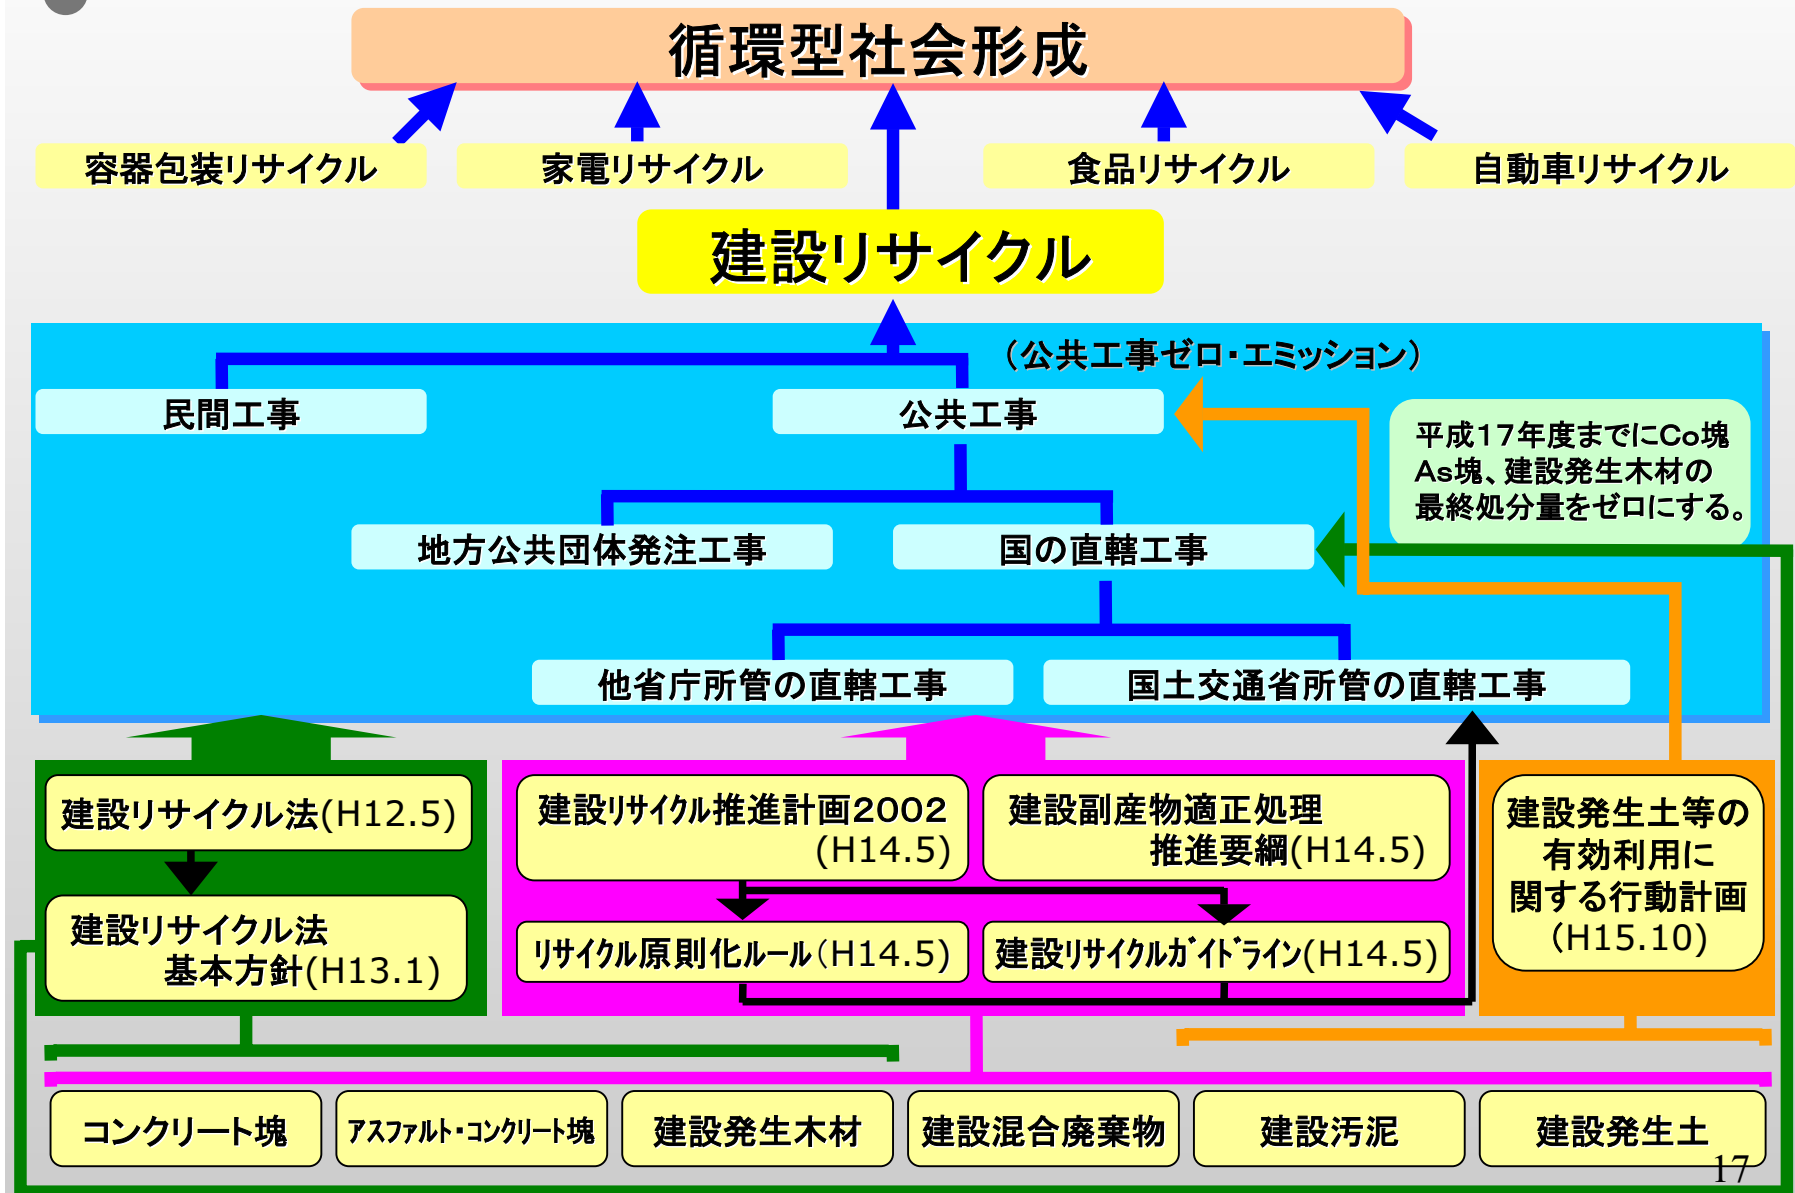 循環型社会形成
容器包装リサイクル
家電リサイクル
食品リサイクル
自動車リサイクル
建設リサイクル
（公共工事ゼロ・エミッション）
民間工事
公共工事
平成１７年度までにＣｏ塊
Ａｓ塊、建設発生木材の
最終処分量をゼロにする。
地方公共団体発注工事
国の直轄工事
他省庁所管の直轄工事
国土交通省所管の直轄工事
建設リサイクル法(H12.5)
建設リサイクル法
基本方針(H13.1)
建設ﾘｻｲｸﾙ推進計画２００２
(H14.5)
建設副産物適正処理
推進要綱(H14.5)
ﾘｻｲｸﾙ原則化ﾙｰﾙ（H14.5)
建設ﾘｻｲｸﾙｶﾞｲﾄﾞﾗｲﾝ(H14.5)
建設発生土等の
有効利用に
関する行動計画
（H15.10)
コンクリート塊
ｱｽﾌｧﾙﾄ・ｺﾝｸﾘｰﾄ塊
建設発生木材
建設混合廃棄物
建設汚泥
建設発生土
17